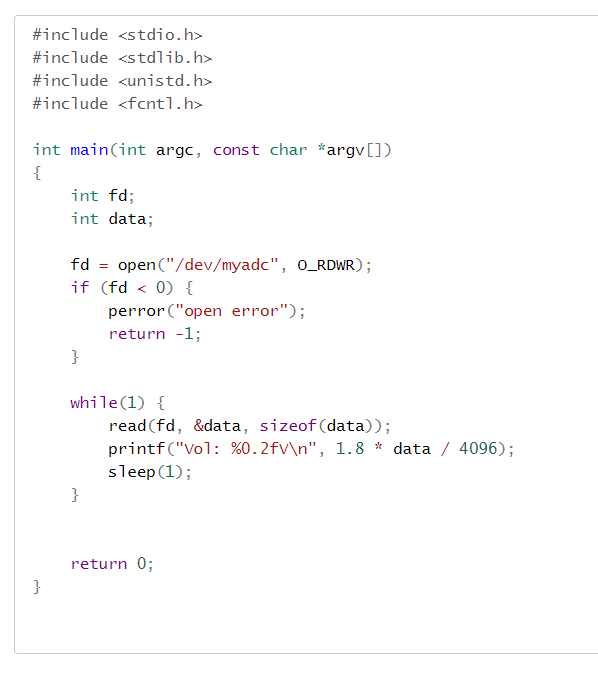 #include <stdio.h>
#include <stdlib.h>
#include <unistd.h>
#include <fcntl.h>

int main(int argc, const char *argv[])
{
    int fd;
    int data;

    fd = open("/dev/myadc", O_RDWR);
    if (fd < 0) {
        perror("open error");
        return -1;
    }

    while(1) {
        read(fd, &data, sizeof(data));
        printf("Vol: %0.2fV\n", 1.8 * data / 4096);
        sleep(1);
    }


    return 0;
}